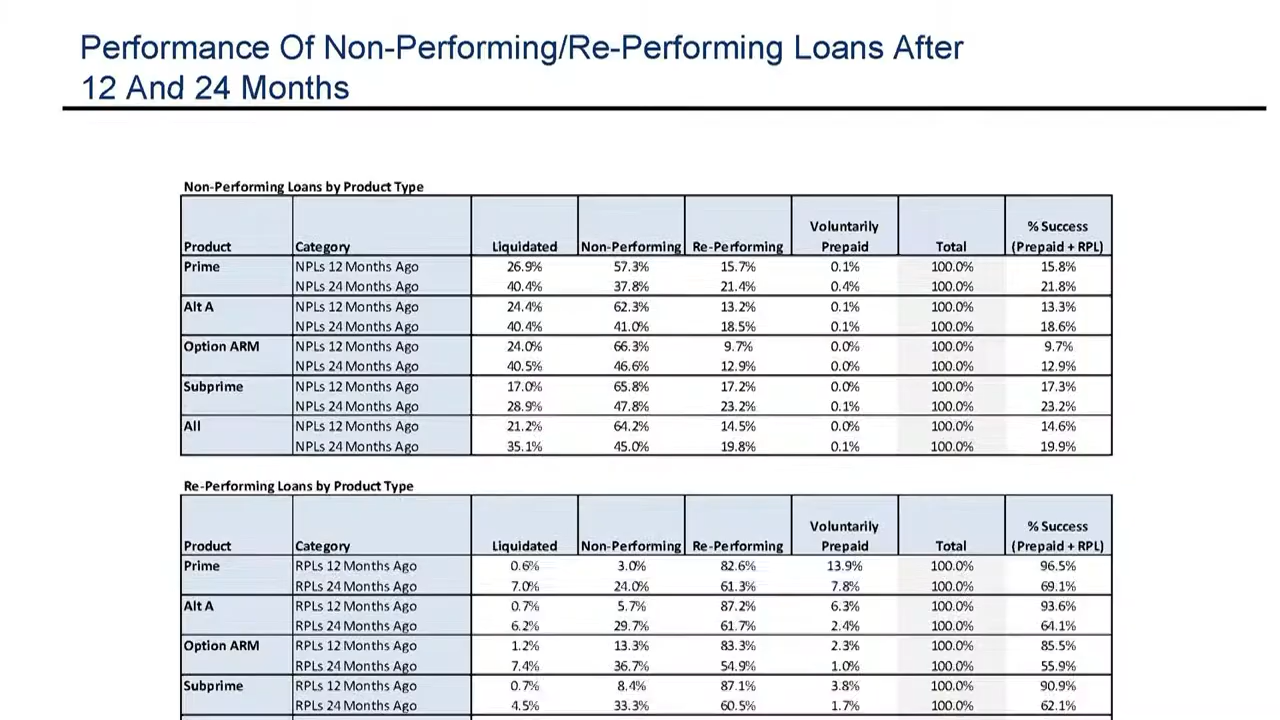 Performance Of Non-Performing/Re-Performing Loans After
12 And 24 Months
Non-Performing Loans by Product Type
Product Category Liquidated Non-Performing Re-Performing Voluntarily Prepaid Total % Success (Prepaid + RPL)
Prime NPLs 12 Months Ago 26.9% 57.3% 15.7% 0.1% 100.0% 15.8%
NPLs 24 Months Ago 40.4% 37.8% 21.4% 0.4% 100.0% 21.8%
Alt A NPLs 12 Months Ago 24.4% 62.3% 13.2% 0.1% 100.0% 13.3%
NPLs 24 Months Ago 40.4% 41.0% 18.5% 0.1% 100.0% 18.6%
Option ARM NPLs 12 Months Ago 24.0% 66.3% 9.7% 0.0% 100.0% 9.7%
NPLs 24 Months Ago 40.5% 46.6% 12.9% 0.0% 100.0% 12.9%
Subprime NPLs 12 Months Ago 17.0% 65.8% 17.2% 0.0% 100.0% 17.3%
NPLs 24 Months Ago 28.9% 47.8% 23.2% 0.1% 100.0% 23.2%
All NPLs 12 Months Ago 21.2% 64.2% 14.5% 0.0% 100.0% 14.6%
NPLs 24 Months Ago 35.1% 45.0% 19.8% 0.1% 100.0% 19.9%
Re-Performing Loans by Product Type
Product Category Liquidated Non-Performing Re-Performing Voluntarily Prepaid Total % Success (Prepaid + RPL)
Prime RPLs 12 Months Ago 0.6% 3.0% 82.6% 13.9% 100.0% 96.5%
RPLs 24 Months Ago 7.0% 24.0% 61.3% 7.8% 100.0% 69.1%
Alt A RPLs 12 Months Ago 0.7% 5.7% 87.2% 6.3% 100.0% 93.6%
RPLs 24 Months Ago 6.2% 29.7% 61.7% 2.4% 100.0% 64.1%
Option ARM RPLs 12 Months Ago 1.2% 13.3% 83.3% 2.3% 100.0% 85.5%
RPLs 24 Months Ago 7.4% 36.7% 54.9% 1.0% 100.0% 55.9%
Subprime RPLs 12 Months Ago 0.7% 8.4% 87.1% 3.8% 100.0% 90.9%
RPLs 24 Months Ago 4.5% 33.3% 60.5% 1.7% 100.0% 62.1%